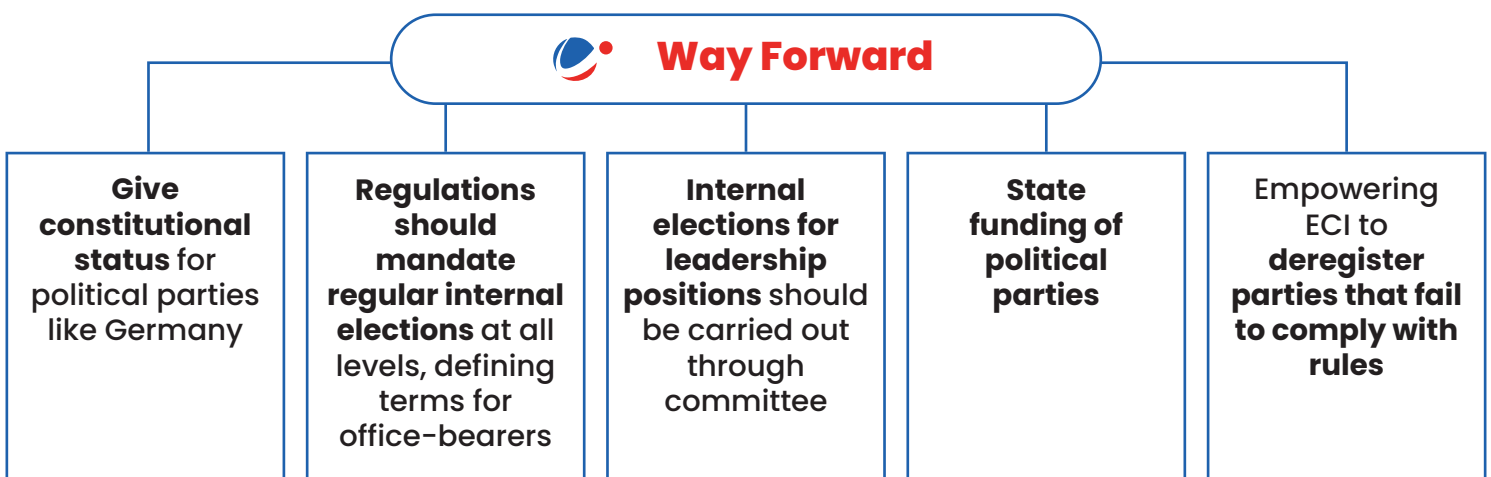 Way Forward
Give
constitutional
status for
political parties
like Germany
Regulations
should
mandate
regular internal
elections at all
levels, defining
terms for
office-bearers
Internal
elections for
leadership
positions should
be carried out
through
committee
State
funding of
political
parties
Empowering
ECI to
deregister
parties that fail
to comply with
rules